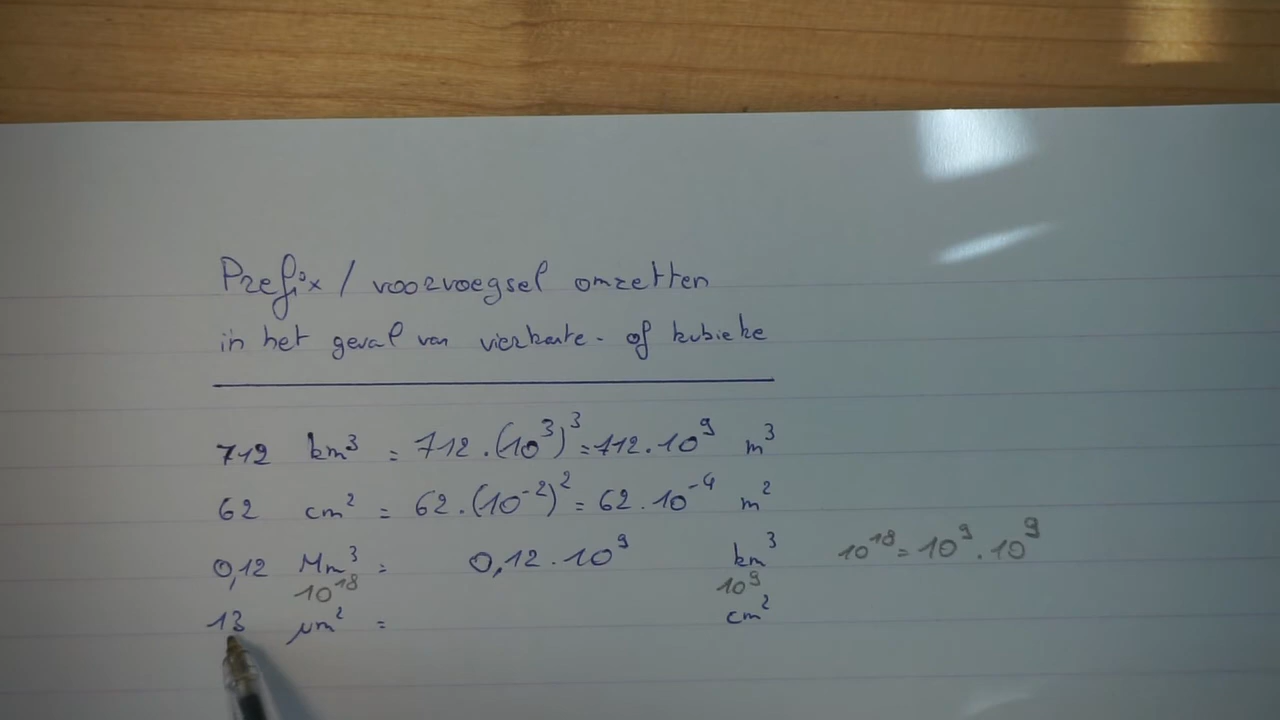 Prefix / voorvoegsel omzetten
in het geval van vierkante- of kubieke
712 km³ = 712.(10³)³ = 712.10⁹ m³
62 cm² = 62.(10⁻²)² = 62.10⁻⁴ m²
0,12 Mm³ = 0,12.10⁹ km³ 10¹⁸ = 10⁹.10⁹
10¹⁸ 10⁹
13 µm² = cm²